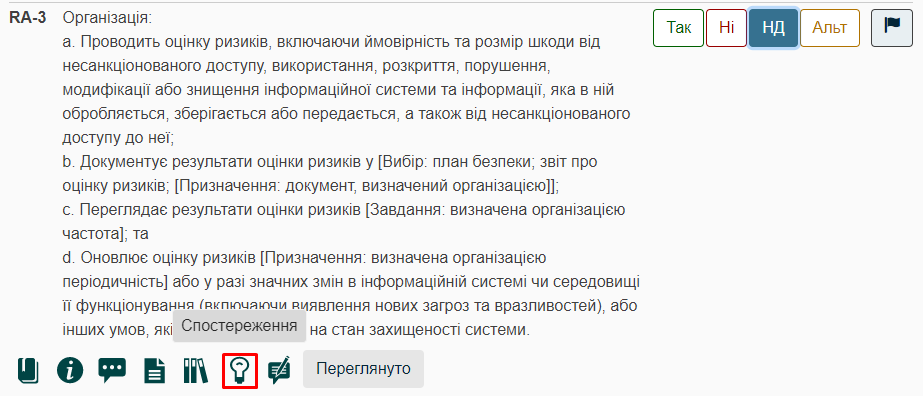 RA-3 Організація: Так Ні НД Альт
a. Проводить оцінку ризиків, включаючи ймовірність та розмір шкоди від
несанкціонованого доступу, використання, розкриття, порушення,
модифікації або знищення інформаційної системи та інформації, яка в ній
обробляється, зберігається або передається, а також від несанкціонованого
доступу до неї;
b. Документує результати оцінки ризиків у [Вибір: план безпеки; звіт про
оцінку ризиків; [Призначення: документ, визначений організацією]];
c. Переглядає результати оцінки ризиків [Завдання: визначена організацією
частота]; та
d. Оновлює оцінку ризиків [Призначення: визначена організацією
періодичність] або у разі значних змін в інформаційній системі чи середовищі
її функціонування (включаючи виявлення нових загроз та вразливостей), або
інших умов, які на стан захищеності системи.
Спостереження
Переглянуто